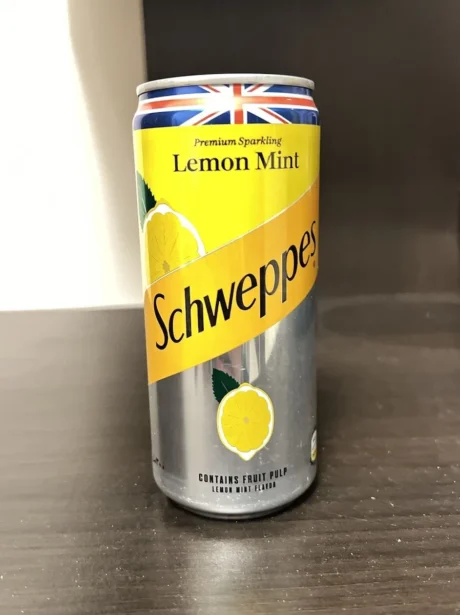 Premium Sparkling
Lemon Mint
Schweppes
CONTAINS FRUIT PULP
LEMON MINT FLAVOR